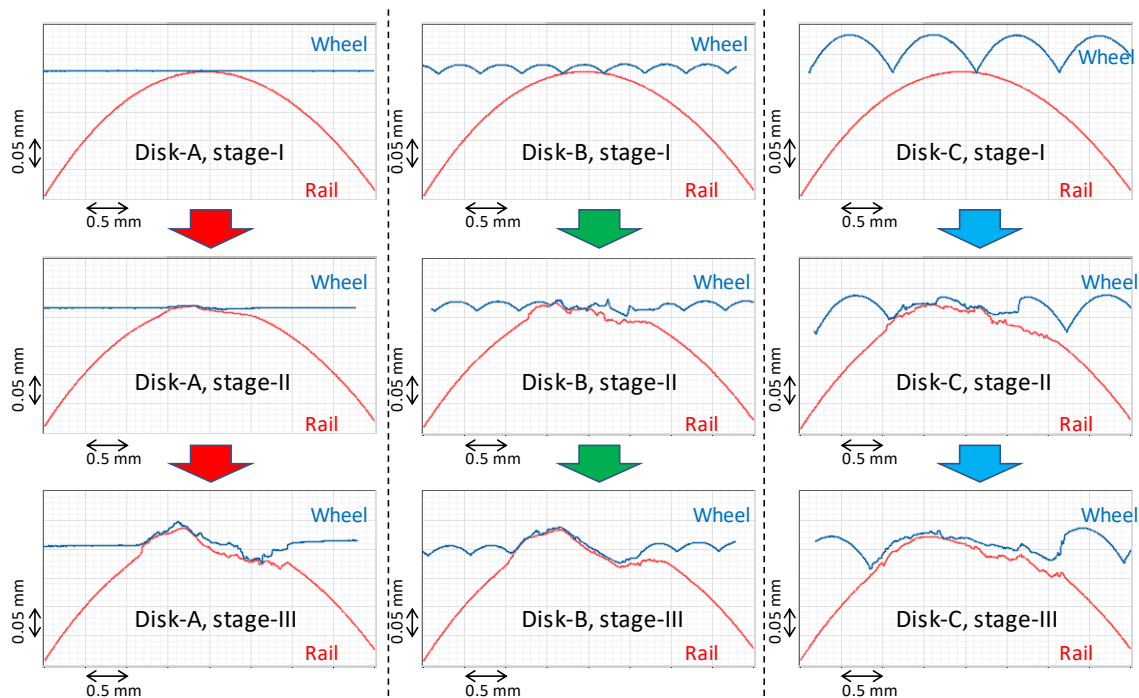 Wheel
0.05 mm
Disk-A, stage-I
Rail
0.5 mm
Wheel
0.05 mm
Disk-B, stage-I
Rail
0.5 mm
Wheel
0.05 mm
Disk-C, stage-I
Rail
0.5 mm
Wheel
0.05 mm
Disk-A, stage-II
Rail
0.5 mm
Wheel
0.05 mm
Disk-B, stage-II
Rail
0.5 mm
Wheel
0.05 mm
Disk-C, stage-II
Rail
0.5 mm
Wheel
0.05 mm
Disk-A, stage-III
Rail
0.5 mm
Wheel
0.05 mm
Disk-B, stage-III
Rail
0.5 mm
Wheel
0.05 mm
Disk-C, stage-III
Rail
0.5 mm